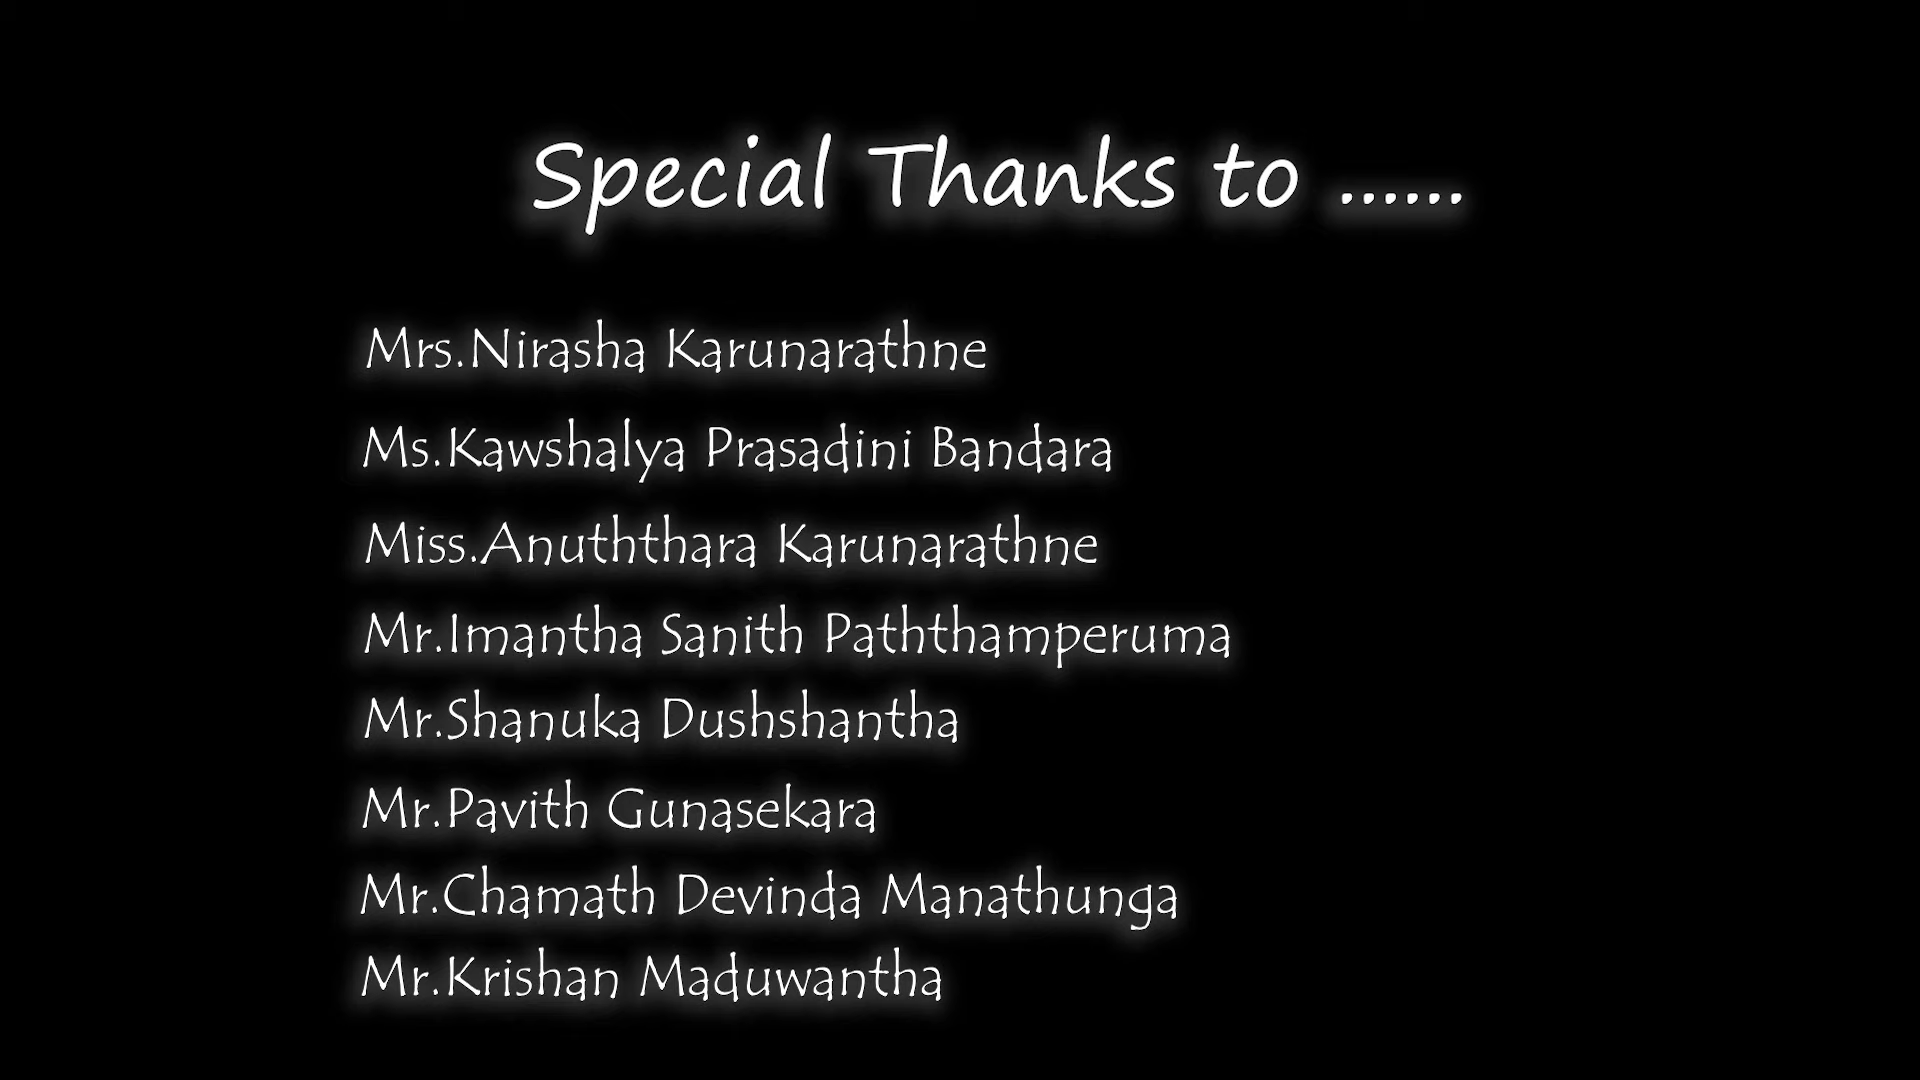 Special Thanks to ......
Mrs.Nirasha Karunarathne
Ms.Kawshalya Prasadini Bandara
Miss.Anuththara Karunarathne
Mr.Imantha Sanith Paththamperuma
Mr.Shanuka Dushshantha
Mr.Pavith Gunasekara
Mr.Chamath Devinda Manathunga
Mr.Krishan Maduwantha